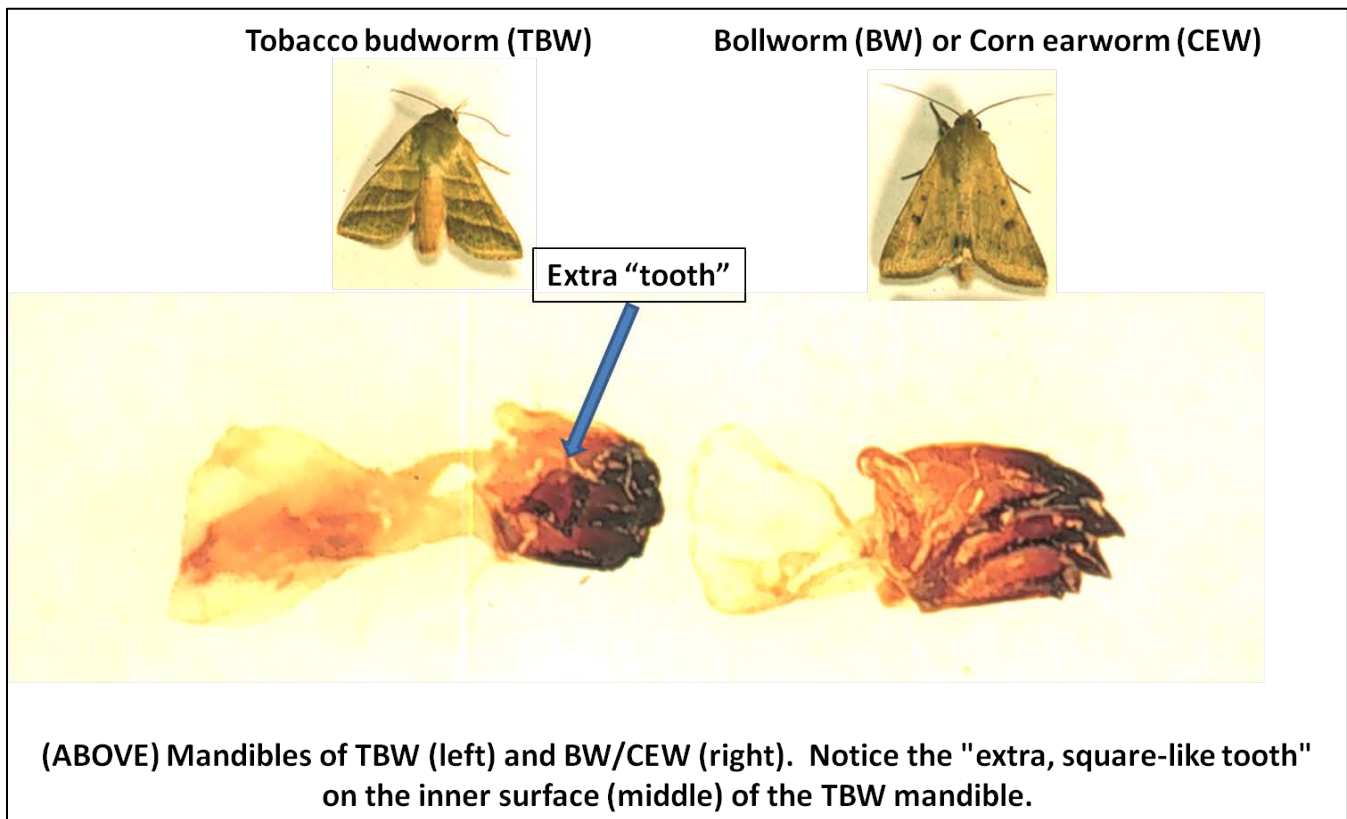 Tobacco budworm (TBW)
Bollworm (BW) or Corn earworm (CEW)
Extra “tooth”
(ABOVE) Mandibles of TBW (left) and BW/CEW (right).  Notice the "extra, square-like tooth"
on the inner surface (middle) of the TBW mandible.